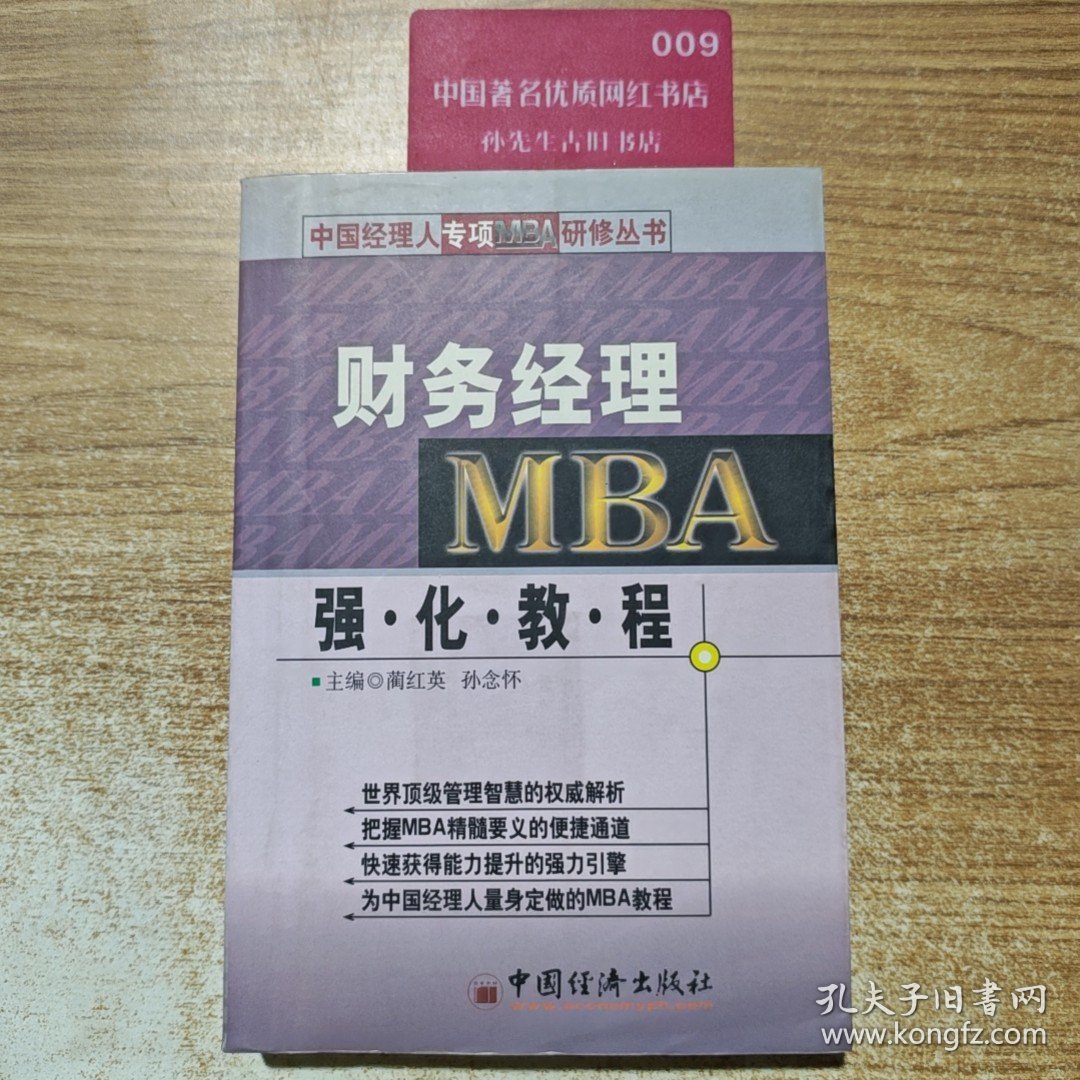 009
中国著名优质网红书店
孙先生古旧书店
中国经理人专项MBA研修丛书
财务经理
MBA
强·化·教·程
主编◎蔺红英 孙念怀
世界顶级管理智慧的权威解析
把握MBA精髓要义的便捷通道
快速获得能力提升的强力引擎
为中国经理人量身定做的MBA教程
中国经济出版社
www.economyph.com
孔夫子旧書网
www.kongfz.com